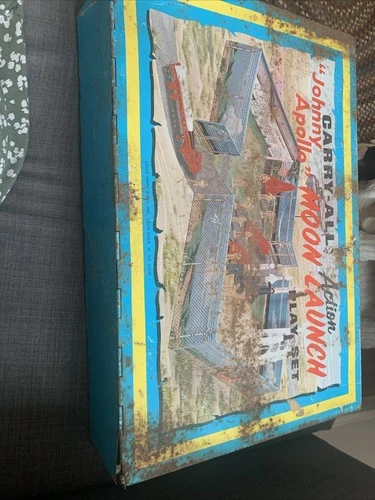 CARRY-ALL Action
"Johnny Apollo" MOON LAUNCH
PLAY SET